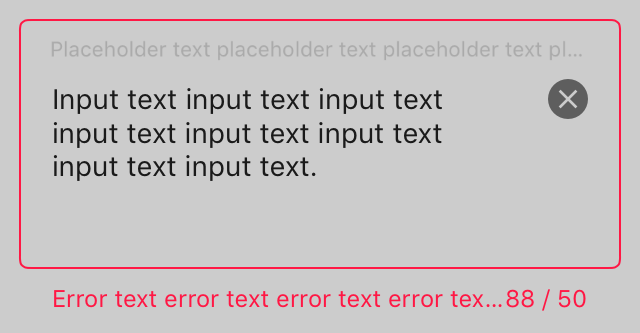 Placeholder text placeholder text placeholder text pl...
Input text input text input text
input text input text input text
input text input text.
Error text error text error text error tex... 88 / 50